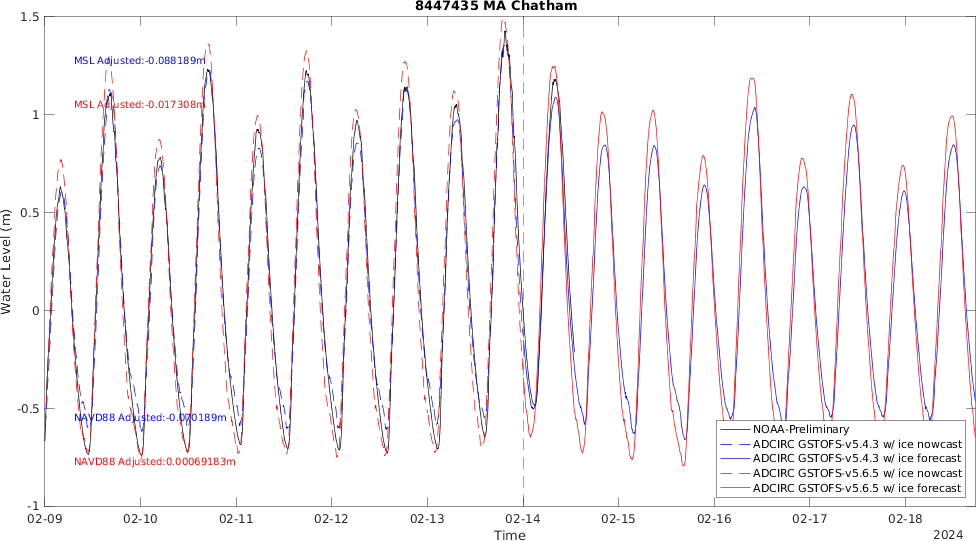 8447435 MA Chatham
1.5
MSL Adjusted:-0.088189m
MSL Adjusted:-0.017308m
1
0.5
Water Level (m)
0
-0.5
NAVD88 Adjusted:-0.070189m
NAVD88 Adjusted:0.00069183m
NOAA-Preliminary
ADCIRC GSTOFS-v5.4.3 w/ ice nowcast
ADCIRC GSTOFS-v5.4.3 w/ ice forecast
ADCIRC GSTOFS-v5.6.5 w/ ice nowcast
ADCIRC GSTOFS-v5.6.5 w/ ice forecast
-1
02-09 02-10 02-11 02-12 02-13 02-14 02-15 02-16 02-17 02-18
Time
2024